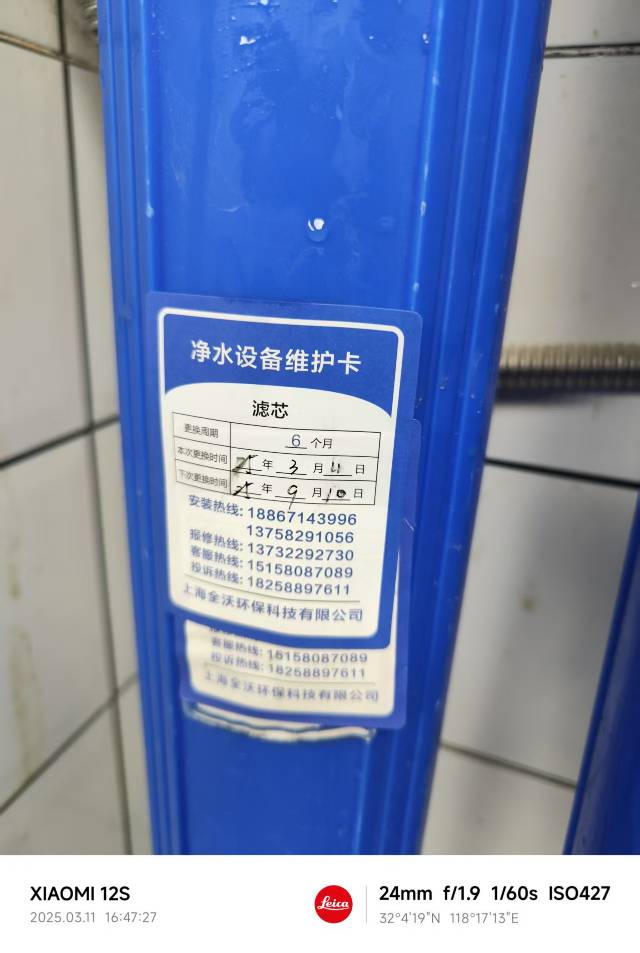 净水设备维护卡
滤芯
更换周期 6 个月
本次更换时间 年 3 月 11 日
下次更换时间 年 9 月 10 日
安装热线: 18867143996
13758291056
报修热线: 13732292730
客服热线: 15158087089
投诉热线: 18258897611
上海全沃环保科技有限公司
客服热线: 15158087089
投诉热线: 18258897611
上海全沃环保科技有限公司
XIAOMI 12S
2025.03.11 16:47:27
Leica
24mm f/1.9 1/60s ISO427
32°4'19"N 118°17'13"E